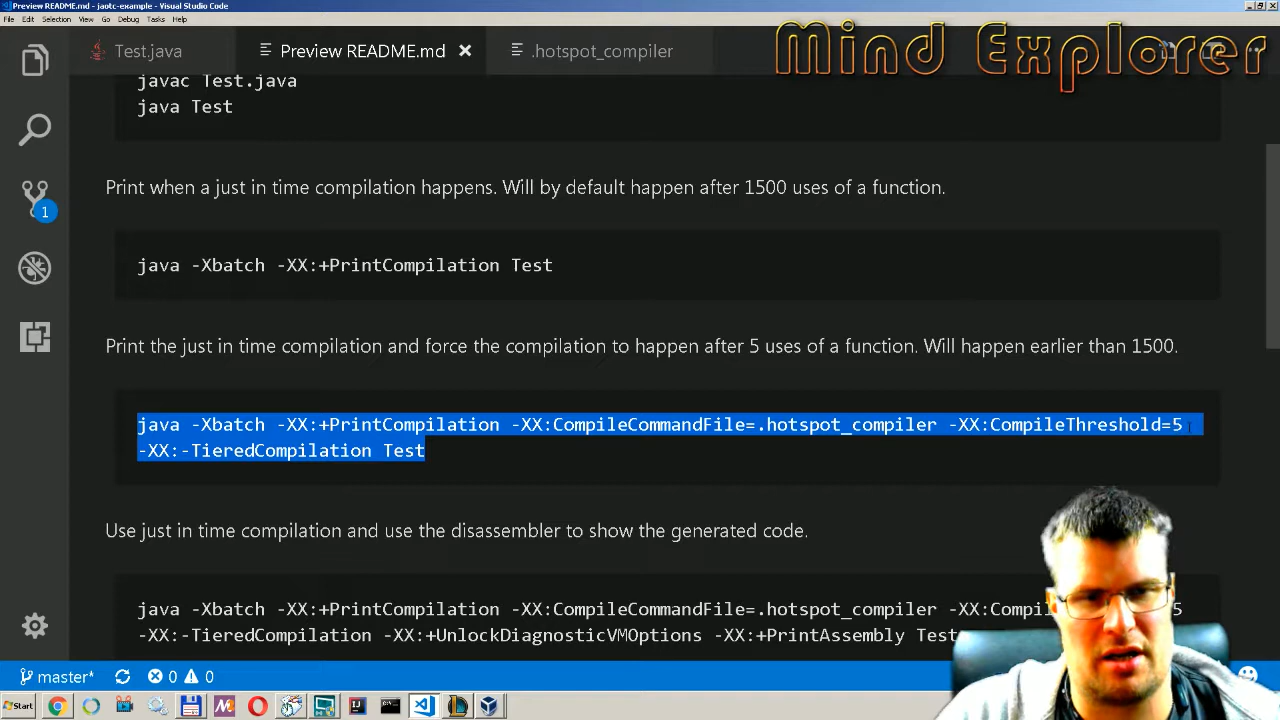 Preview README.md - jaotc-example - Visual Studio Code
File Edit Selection View Go Debug Tasks Help
Test.java
Preview README.md
.hotspot_compiler
Mind Explorer
javac Test.java
java Test
Print when a just in time compilation happens. Will by default happen after 1500 uses of a function.
java -Xbatch -XX:+PrintCompilation Test
Print the just in time compilation and force the compilation to happen after 5 uses of a function. Will happen earlier than 1500.
java -Xbatch -XX:+PrintCompilation -XX:CompileCommandFile=.hotspot_compiler -XX:CompileThreshold=5
-XX:-TieredCompilation Test
Use just in time compilation and use the disassembler to show the generated code.
java -Xbatch -XX:+PrintCompilation -XX:CompileCommandFile=.hotspot_compiler -XX:Comp 5
-XX:-TieredCompilation -XX:+UnlockDiagnosticVMOptions -XX:+PrintAssembly Test
1
master* 0 0
Start